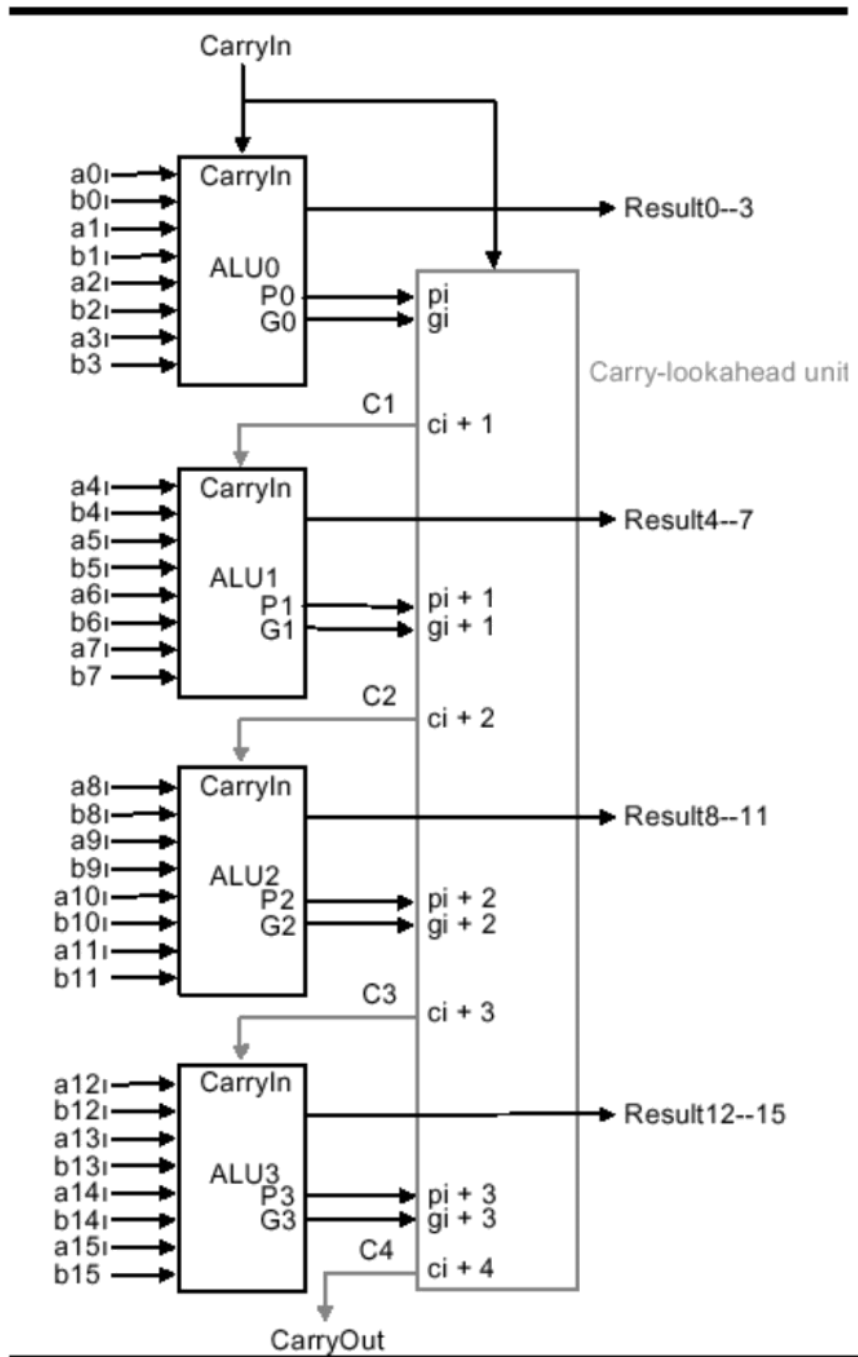 CarryIn
a0
b0
a1
b1
a2
b2
a3
b3
CarryIn
ALU0
P0
G0
Result0--3
pi
gi
Carry-lookahead unit
C1
ci + 1
a4
b4
a5
b5
a6
b6
a7
b7
CarryIn
ALU1
P1
G1
Result4--7
pi + 1
gi + 1
C2
ci + 2
a8
b8
a9
b9
a10
b10
a11
b11
CarryIn
ALU2
P2
G2
Result8--11
pi + 2
gi + 2
C3
ci + 3
a12
b12
a13
b13
a14
b14
a15
b15
CarryIn
ALU3
P3
G3
Result12--15
pi + 3
gi + 3
C4
ci + 4
CarryOut